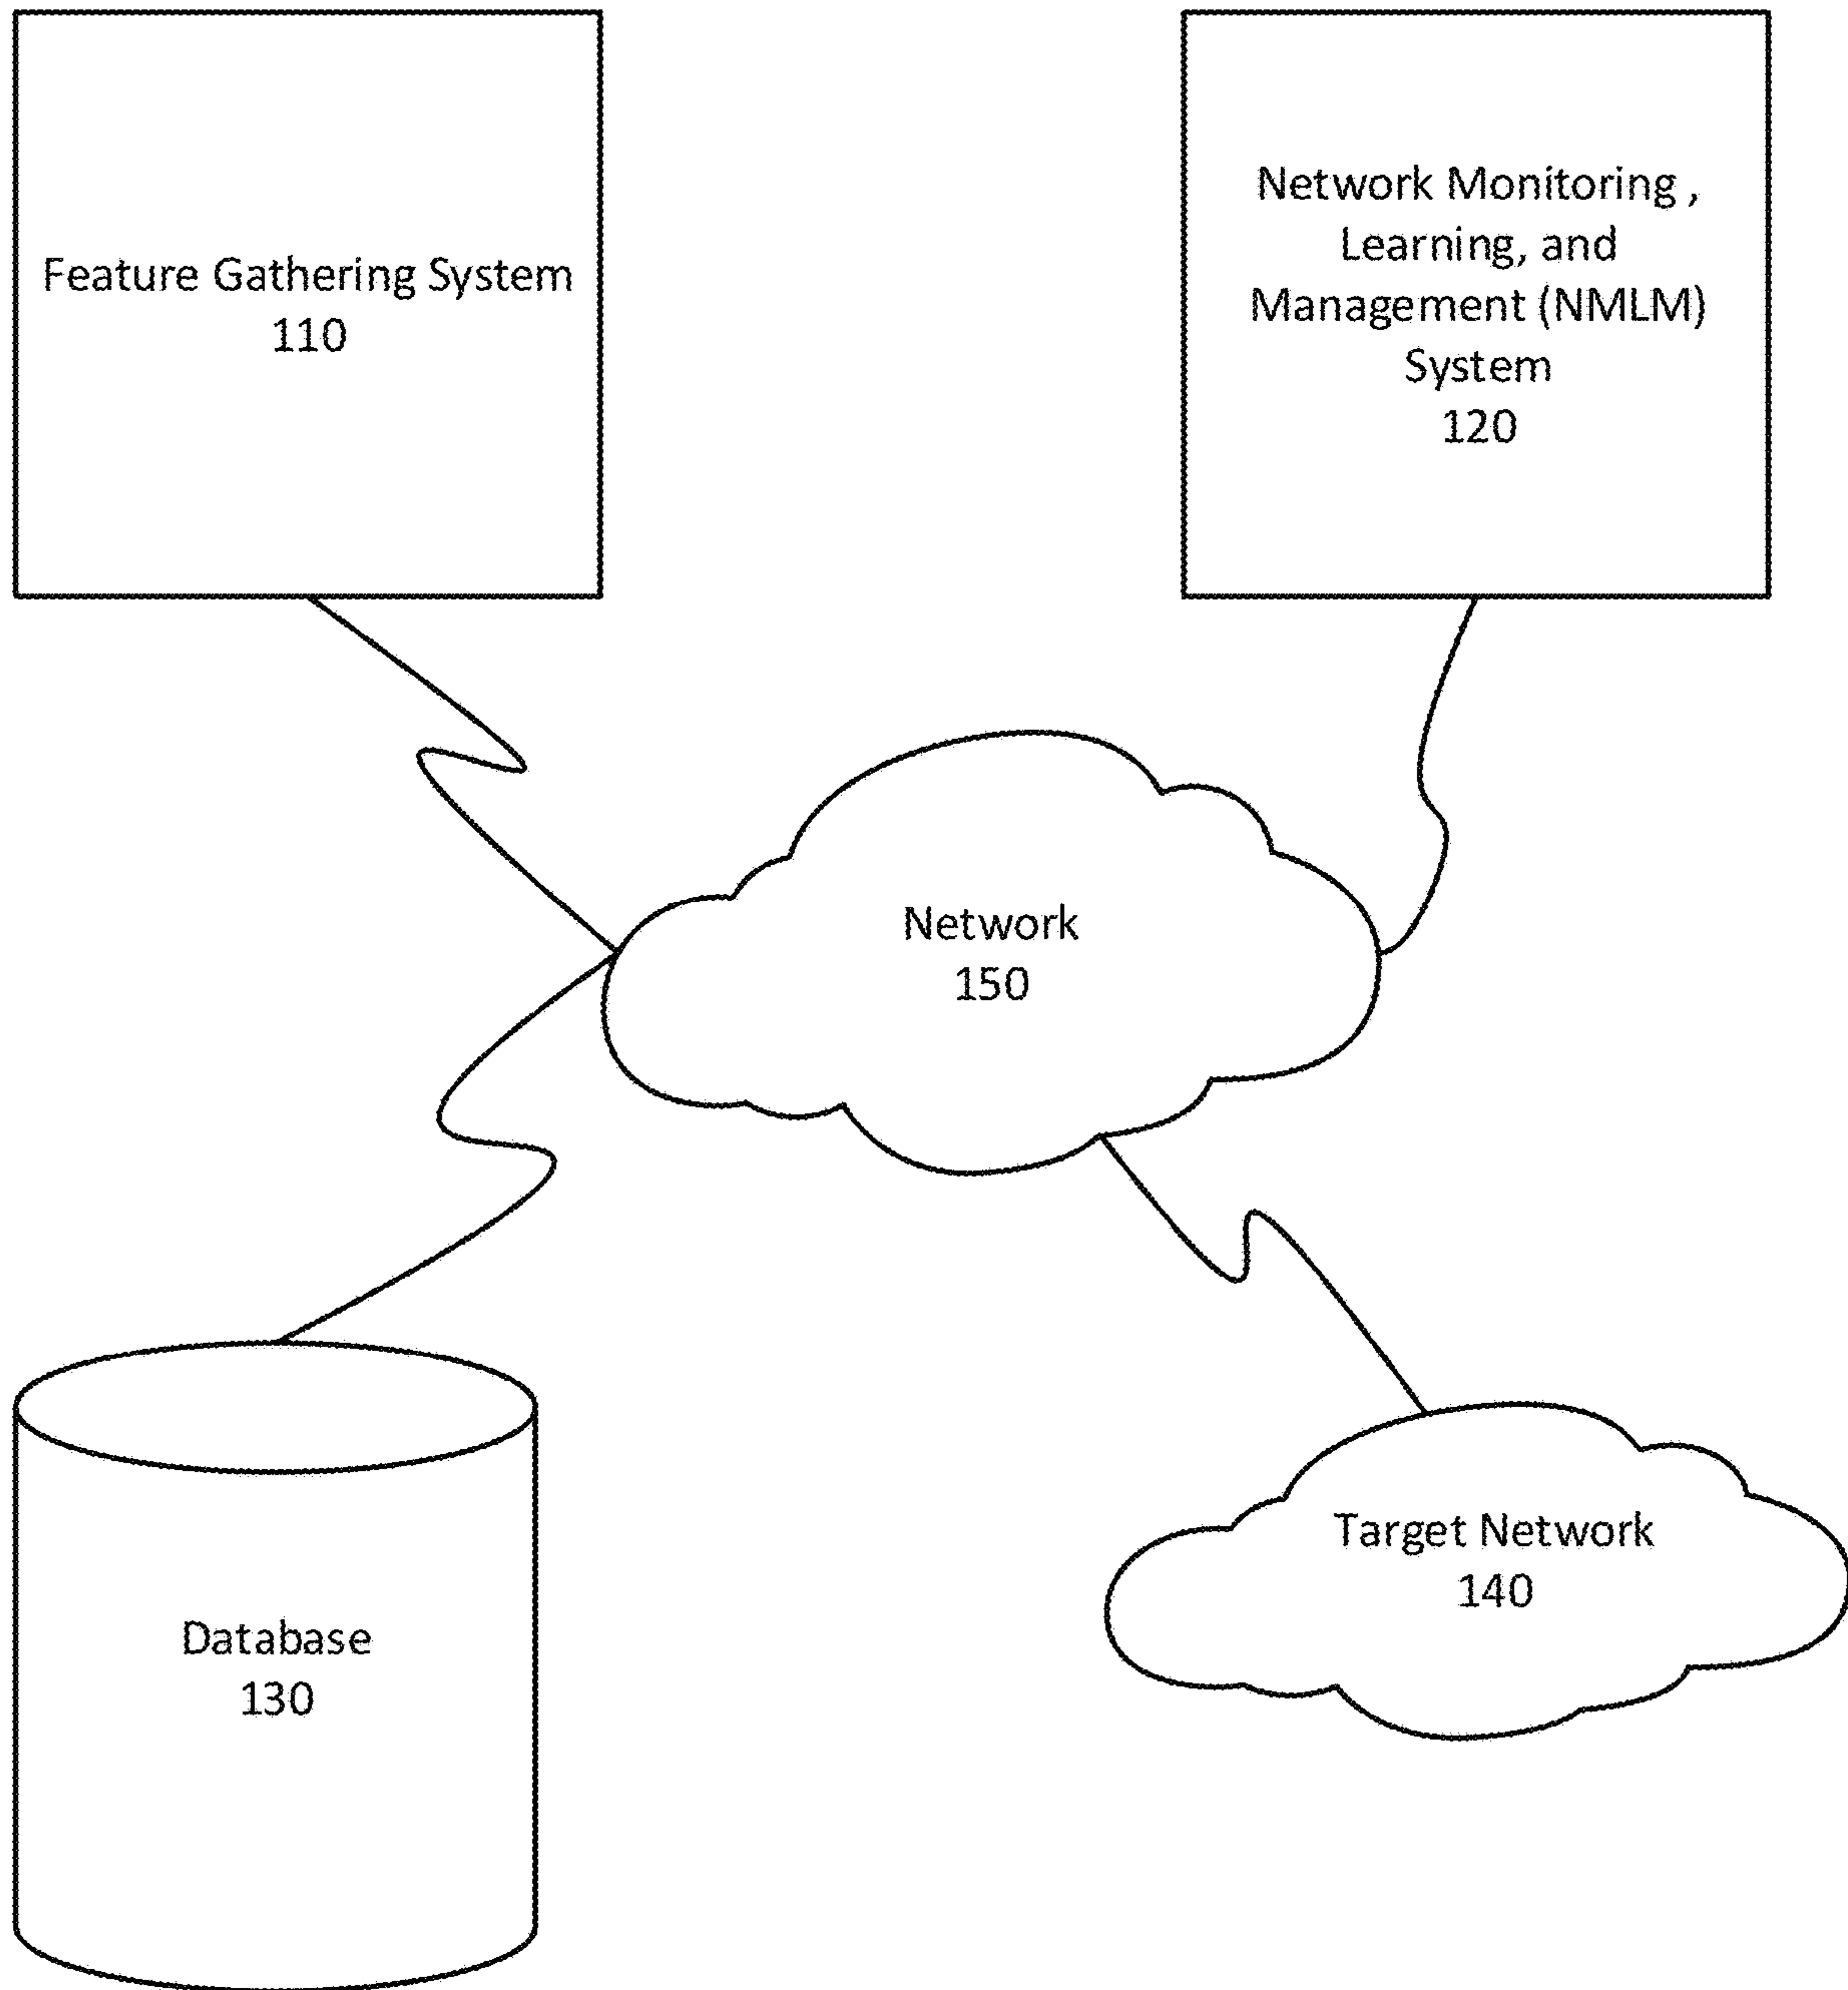 Feature Gathering System
110
Network Monitoring ,
Learning, and
Management (NMLM)
System
120
Network
150
Target Network
140
Database
130